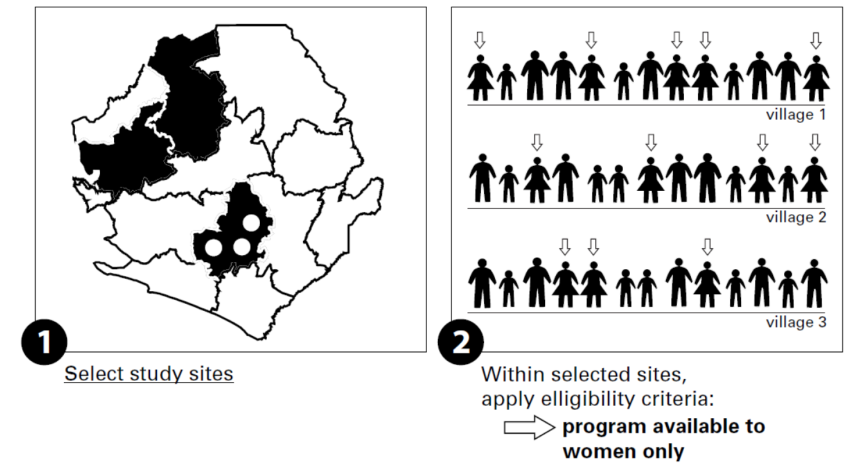 1
Select study sites
village 1
village 2
village 3
2
Within selected sites,
apply elligibility criteria:
program available to
women only